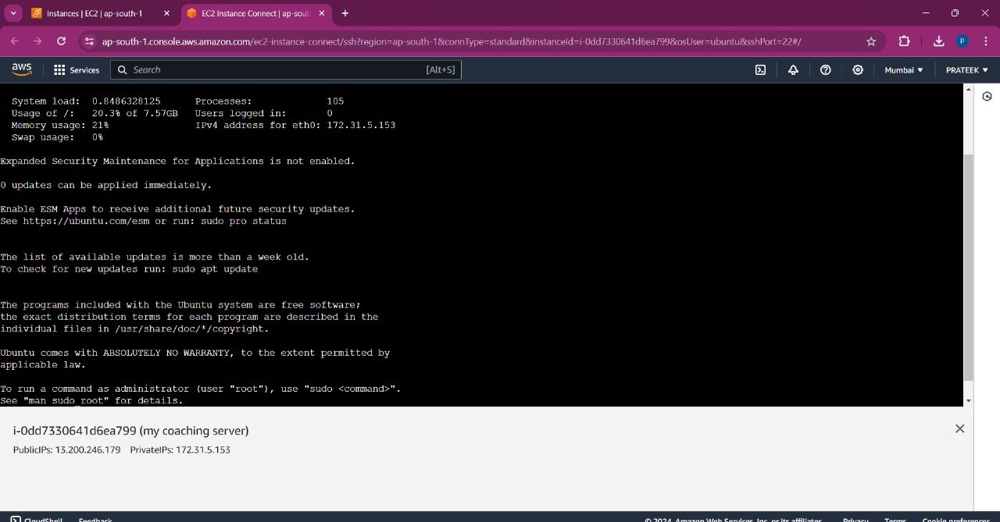 Instances | EC2 | ap-south-1
EC2 Instance Connect | ap-sout
ap-south-1.console.aws.amazon.com/ec2-instance-connect/ssh?region=ap-south-1&connType=standard&instanceId=i-0dd7330641d6ea799&osUser=ubuntu&sshPort=22#/
p
aws
Services
Search
[Alt+S]
Mumbai
PRATEEK
System load: 0.8486328125 Processes: 105
Usage of /: 20.3% of 7.57GB Users logged in: 0
Memory usage: 21% IPv4 address for eth0: 172.31.5.153
Swap usage: 0%
Expanded Security Maintenance for Applications is not enabled.
0 updates can be applied immediately.
Enable ESM Apps to receive additional future security updates.
See https://ubuntu.com/esm or run: sudo pro status
The list of available updates is more than a week old.
To check for new updates run: sudo apt update
The programs included with the Ubuntu system are free software;
the exact distribution terms for each program are described in the
individual files in /usr/share/doc/*/copyright.
Ubuntu comes with ABSOLUTELY NO WARRANTY, to the extent permitted by
applicable law.
To run a command as administrator (user "root"), use "sudo <command>".
See "man sudo_root" for details.
i-0dd7330641d6ea799 (my coaching server)
PublicIPs: 13.200.246.179 PrivateIPs: 172.31.5.153
CloudShell Feedback © 2024, Amazon Web Services, Inc. or its affiliates. Privacy Terms Cookie preferences